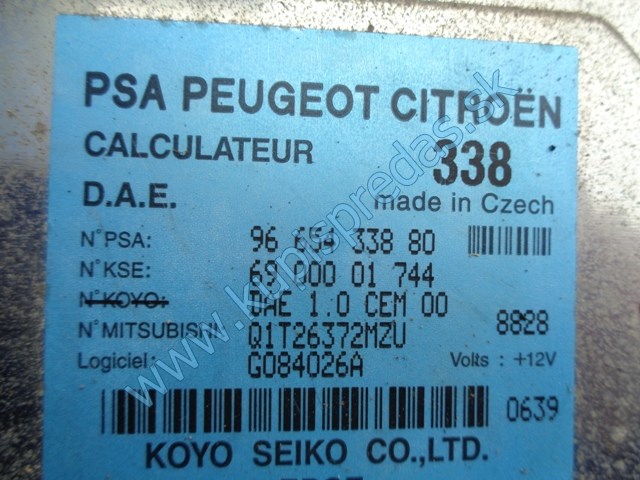 PSA PEUGEOT CITROËN
CALCULATEUR 338
D.A.E. made in Czech
N°PSA: 96 654 338 80
N°KSE: 69 000 01 744
N°KOYO: DAE 1.0 CEM 00
N°MITSUBISHI: Q1T26372MZU 8828
Logiciel: G084026A Volts : +12V
0639
KOYO SEIKO CO.,LTD.
www.kupispredas.sk